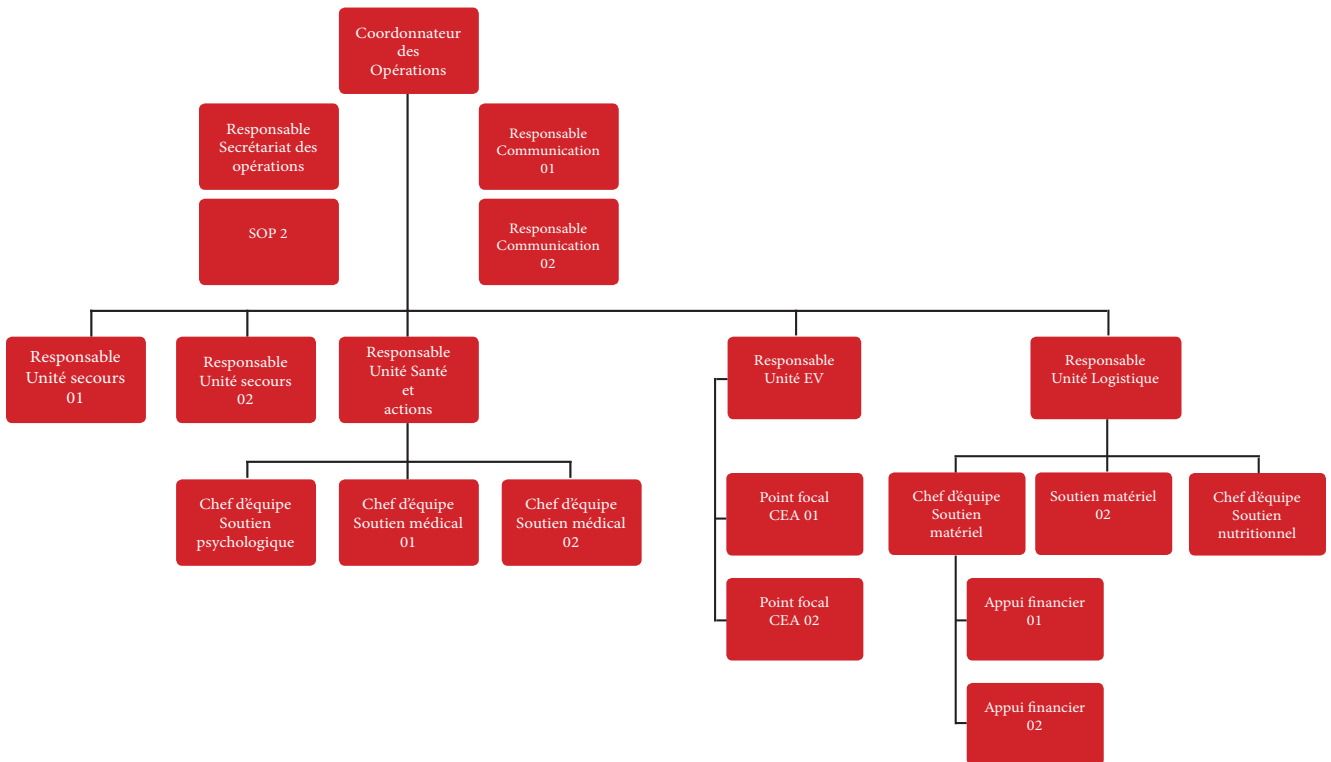 Coordonnateur
des
Opérations
Responsable
Secrétariat des
opérations
Responsable
Communication
01
SOP 2
Responsable
Communication
02
Responsable
Unité secours
01
Responsable
Unité secours
02
Responsable
Unité Santé
et
actions
Responsable
Unité EV
Responsable
Unité Logistique
Chef d'équipe
Soutien
psychologique
Chef d'équipe
Soutien médical
01
Chef d'équipe
Soutien médical
02
Point focal
CEA 01
Chef d'équipe
Soutien
matériel
Soutien matériel
02
Chef d'équipe
Soutien
nutritionnel
Point focal
CEA 02
Appui financier
01
Appui financier
02